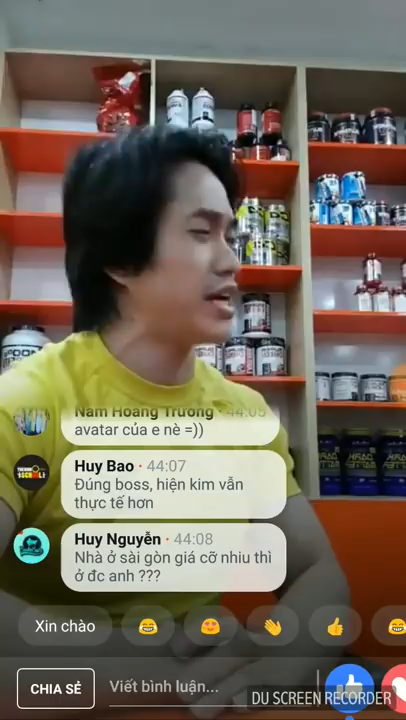 Nam Hoàng Trương · 44:05
avatar của e nè =))
Huy Bao · 44:07
Đúng boss, hiện kim vẫn
thực tế hơn
Huy Nguyễn · 44:08
Nhà ở sài gòn giá cỡ nhiu thì
ở đc anh ???
Xin chào
CHIA SẺ
Viết bình luận...
DU SCREEN RECORDER